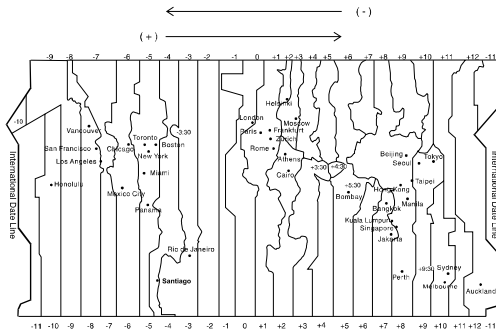 (-)
(+)
-9 -8 -7 -6 -5 -4 -3 -2 0 +1 +2 +3 +4 +5 +6 +7 +8 +9 +10 +11 -11
Helsinki
-10 Vancouver -3:30 London Moscow
Paris Frankfurt
Toronto Zürich
San Francisco Chicago Boston Rome Beijing Tokyo
New York Athens Seoul
Los Angeles +3:30 +4:30
Miami Cairo Taipei
Honolulu Mexico City +5:30 Hong Kong
Bombay Manila
Panama Bangkok
Kuala Lumpur
Singapore
Rio de Janeiro Jakarta
International Date Line International Date Line
Santiago Perth +9:30 Sydney
Melbourne Auckland
-11 -10 -9 -8 -7 -6 -5 -4 -3 -2 -1 0 +1 +2 +3 +4 +5 +6 +7 +8 +9 +10 +11 +12 -11